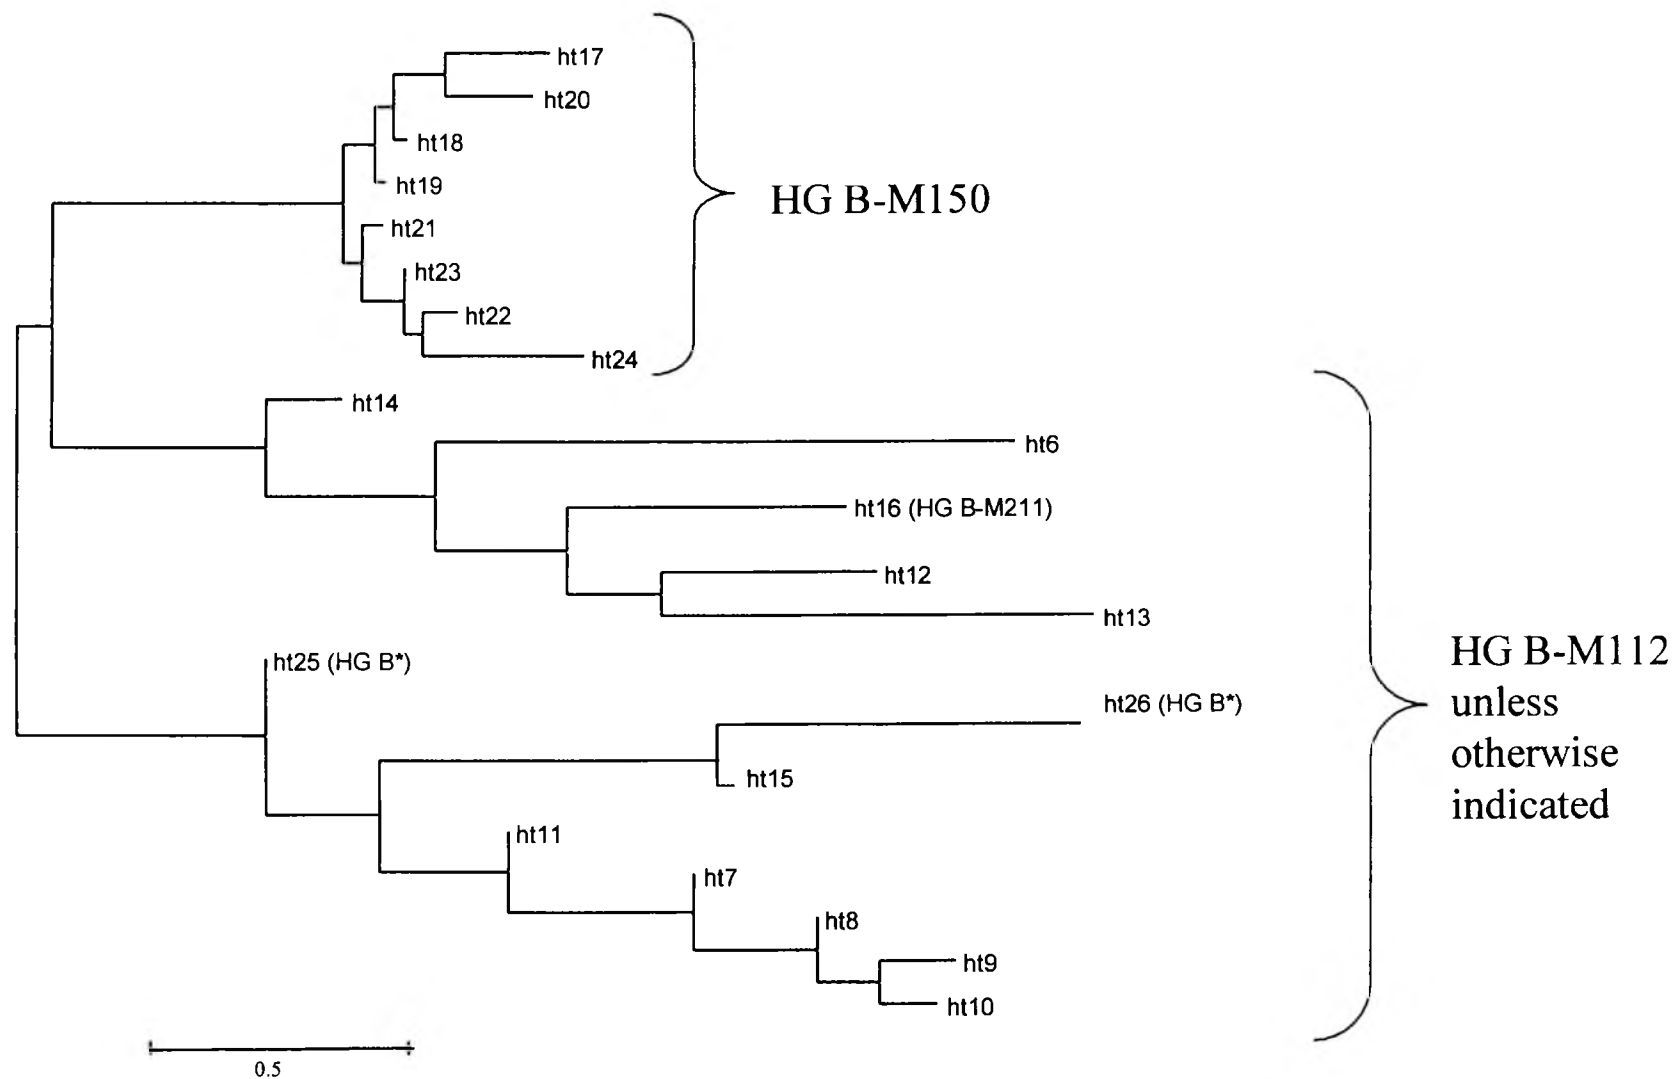 ht17
ht20
ht18
ht19
HG B-M150
ht21
ht23
ht22
ht24
ht14
ht6
ht16 (HG B-M211)
ht12
ht13
ht25 (HG B*)
HG B-M112
unless
otherwise
indicated
ht26 (HG B*)
ht15
ht11
ht7
ht8
ht9
ht10
0.5